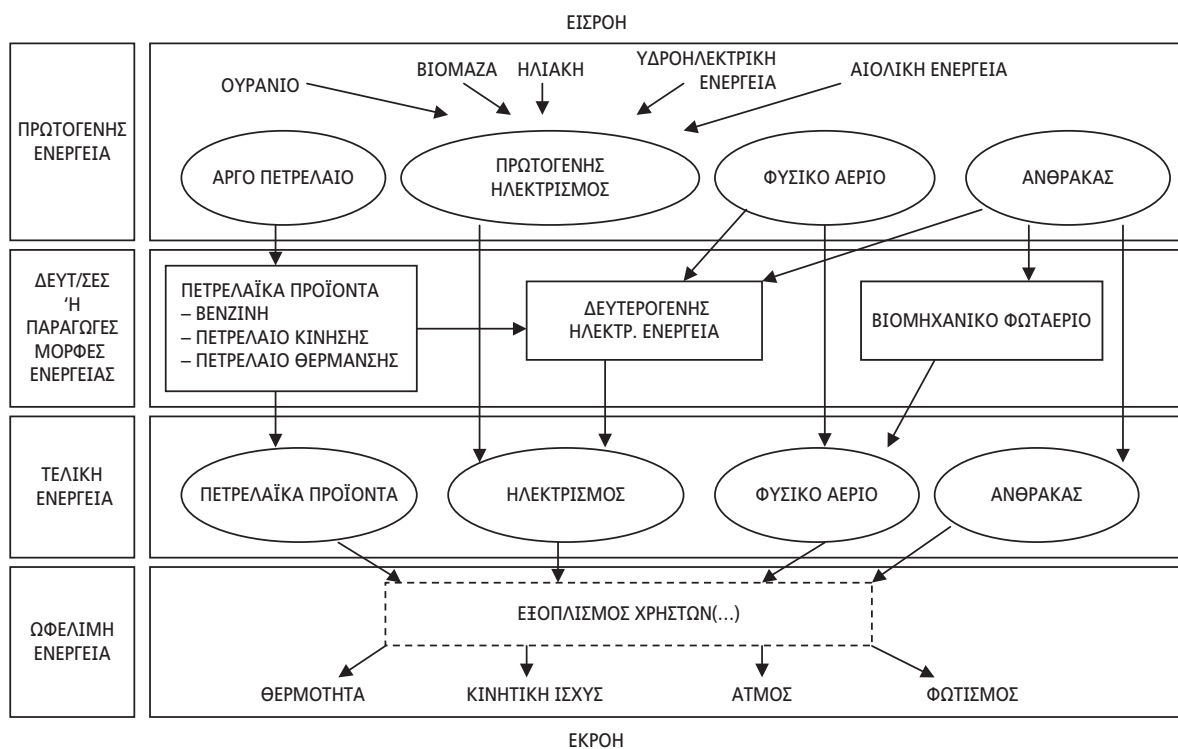 ΕΙΣΡΟΗ
ΠΡΩΤΟΓΕΝΗΣ
ΕΝΕΡΓΕΙΑ
ΟΥΡΑΝΙΟ
ΒΙΟΜΑΖΑ
ΗΛΙΑΚΗ
ΥΔΡΟΗΛΕΚΤΡΙΚΗ
ΕΝΕΡΓΕΙΑ
ΑΙΟΛΙΚΗ ΕΝΕΡΓΕΙΑ
ΑΡΓΟ ΠΕΤΡΕΛΑΙΟ
ΠΡΩΤΟΓΕΝΗΣ
ΗΛΕΚΤΡΙΣΜΟΣ
ΦΥΣΙΚΟ ΑΕΡΙΟ
ΑΝΘΡΑΚΑΣ
ΔΕΥΤ/ΣΕΣ
‘Η
ΠΑΡΑΓΩΓΕΣ
ΜΟΡΦΕΣ
ΕΝΕΡΓΕΙΑΣ
ΠΕΤΡΕΛΑΪΚΑ ΠΡΟΪΟΝΤΑ
– ΒΕΝΖΙΝΗ
– ΠΕΤΡΕΛΑΙΟ ΚΙΝΗΣΗΣ
– ΠΕΤΡΕΛΑΙΟ ΘΕΡΜΑΝΣΗΣ
ΔΕΥΤΕΡΟΓΕΝΗΣ
ΗΛΕΚΤΡ. ΕΝΕΡΓΕΙΑ
ΒΙΟΜΗΧΑΝΙΚΟ ΦΩΤΑΕΡΙΟ
ΤΕΛΙΚΗ
ΕΝΕΡΓΕΙΑ
ΠΕΤΡΕΛΑΪΚΑ ΠΡΟΪΟΝΤΑ
ΗΛΕΚΤΡΙΣΜΟΣ
ΦΥΣΙΚΟ ΑΕΡΙΟ
ΑΝΘΡΑΚΑΣ
ΩΦΕΛΙΜΗ
ΕΝΕΡΓΕΙΑ
ΕΞΟΠΛΙΣΜΟΣ ΧΡΗΣΤΩΝ(...)
ΘΕΡΜΟΤΗΤΑ
ΚΙΝΗΤΙΚΗ ΙΣΧΥΣ
ΑΤΜΟΣ
ΦΩΤΙΣΜΟΣ
ΕΚΡΟΗ